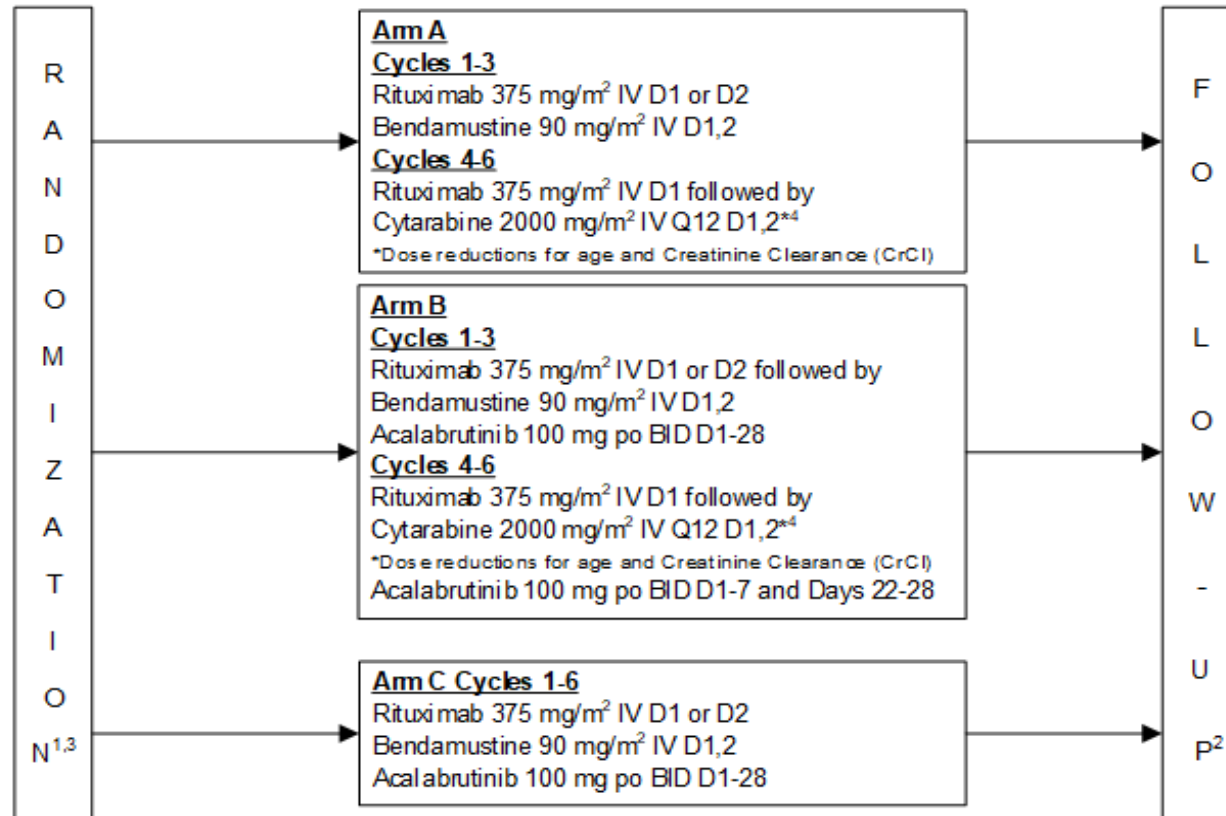 RANDOMIZATION¹,³
Arm A
Cycles 1-3
Rituximab 375 mg/m² IV D1 or D2
Bendamustine 90 mg/m² IV D1,2
Cycles 4-6
Rituximab 375 mg/m² IV D1 followed by
Cytarabine 2000 mg/m² IV Q12 D1,2*⁴
*Dose reductions for age and Creatinine Clearance (CrCl)
Arm B
Cycles 1-3
Rituximab 375 mg/m² IV D1 or D2 followed by
Bendamustine 90 mg/m² IV D1,2
Acalabrutinib 100 mg po BID D1-28
Cycles 4-6
Rituximab 375 mg/m² IV D1 followed by
Cytarabine 2000 mg/m² IV Q12 D1,2*⁴
*Dose reductions for age and Creatinine Clearance (CrCl)
Acalabrutinib 100 mg po BID D1-7 and Days 22-28
Arm C Cycles 1-6
Rituximab 375 mg/m² IV D1 or D2
Bendamustine 90 mg/m² IV D1,2
Acalabrutinib 100 mg po BID D1-28
FOLLOW-UP²